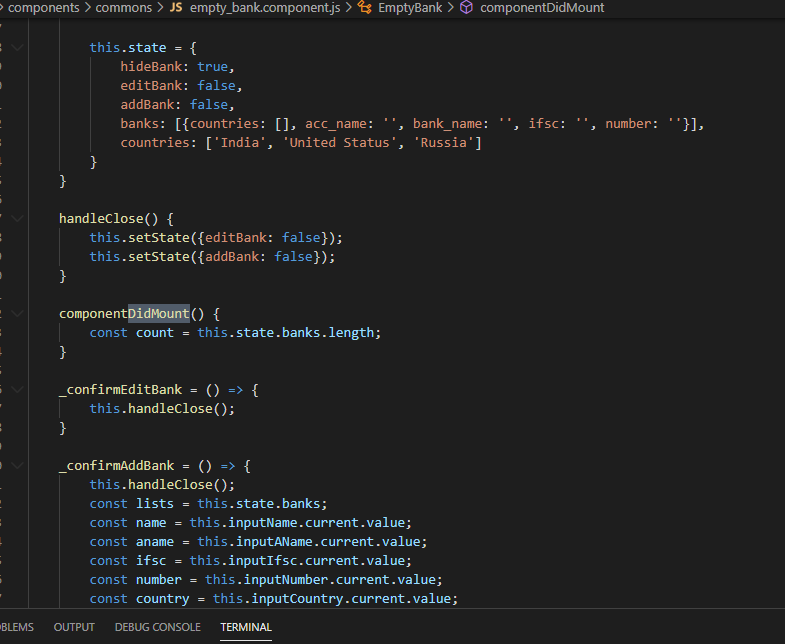 components > commons > JS empty_bank.component.js > EmptyBank > componentDidMount
this.state = {
hideBank: true,
editBank: false,
addBank: false,
banks: [{countries: [], acc_name: '', bank_name: '', ifsc: '', number: ''}],
countries: ['India', 'United Status', 'Russia']
}
}
handleClose() {
this.setState({editBank: false});
this.setState({addBank: false});
}
componentDidMount() {
const count = this.state.banks.length;
}
_confirmEditBank = () => {
this.handleClose();
}
_confirmAddBank = () => {
this.handleClose();
const lists = this.state.banks;
const name = this.inputName.current.value;
const aname = this.inputAName.current.value;
const ifsc = this.inputIfsc.current.value;
const number = this.inputNumber.current.value;
const country = this.inputCountry.current.value;
OBLEMS OUTPUT DEBUG CONSOLE TERMINAL